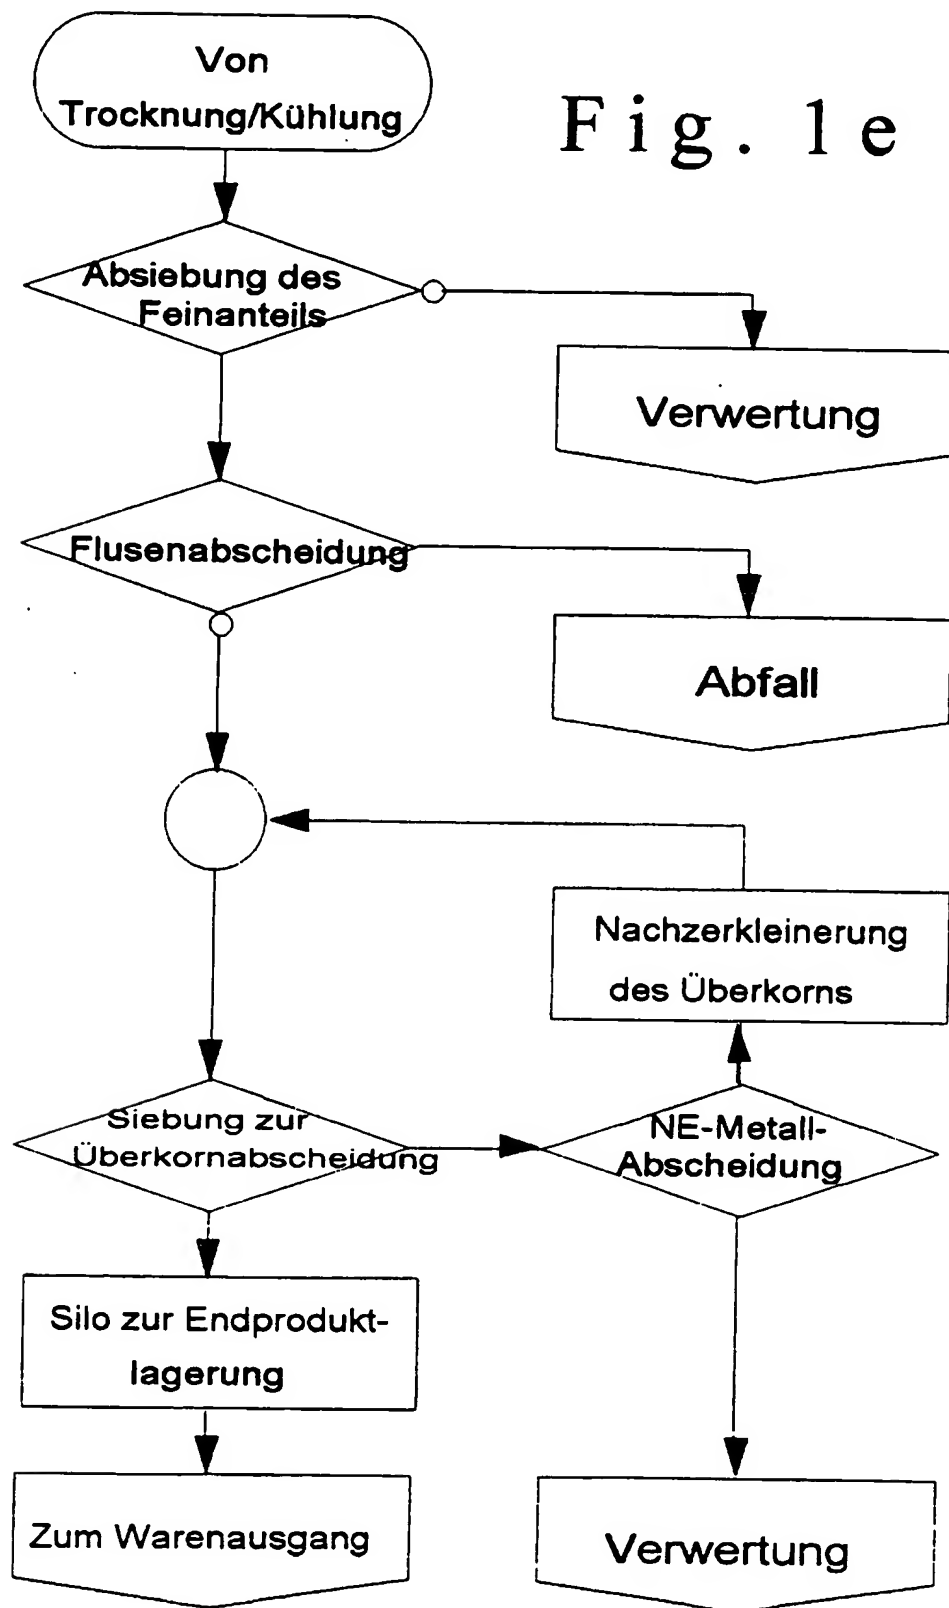 Von
Trocknung/Kühlung
Fig. 1e
Absiebung des
Feinanteils
Verwertung
Flusenabscheidung
Abfall
Nachzerkleinerung
des Überkorns
Siebung zur
Überkornabscheidung
NE-Metall-
Abscheidung
Silo zur Endprodukt-
lagerung
Zum Warenausgang
Verwertung